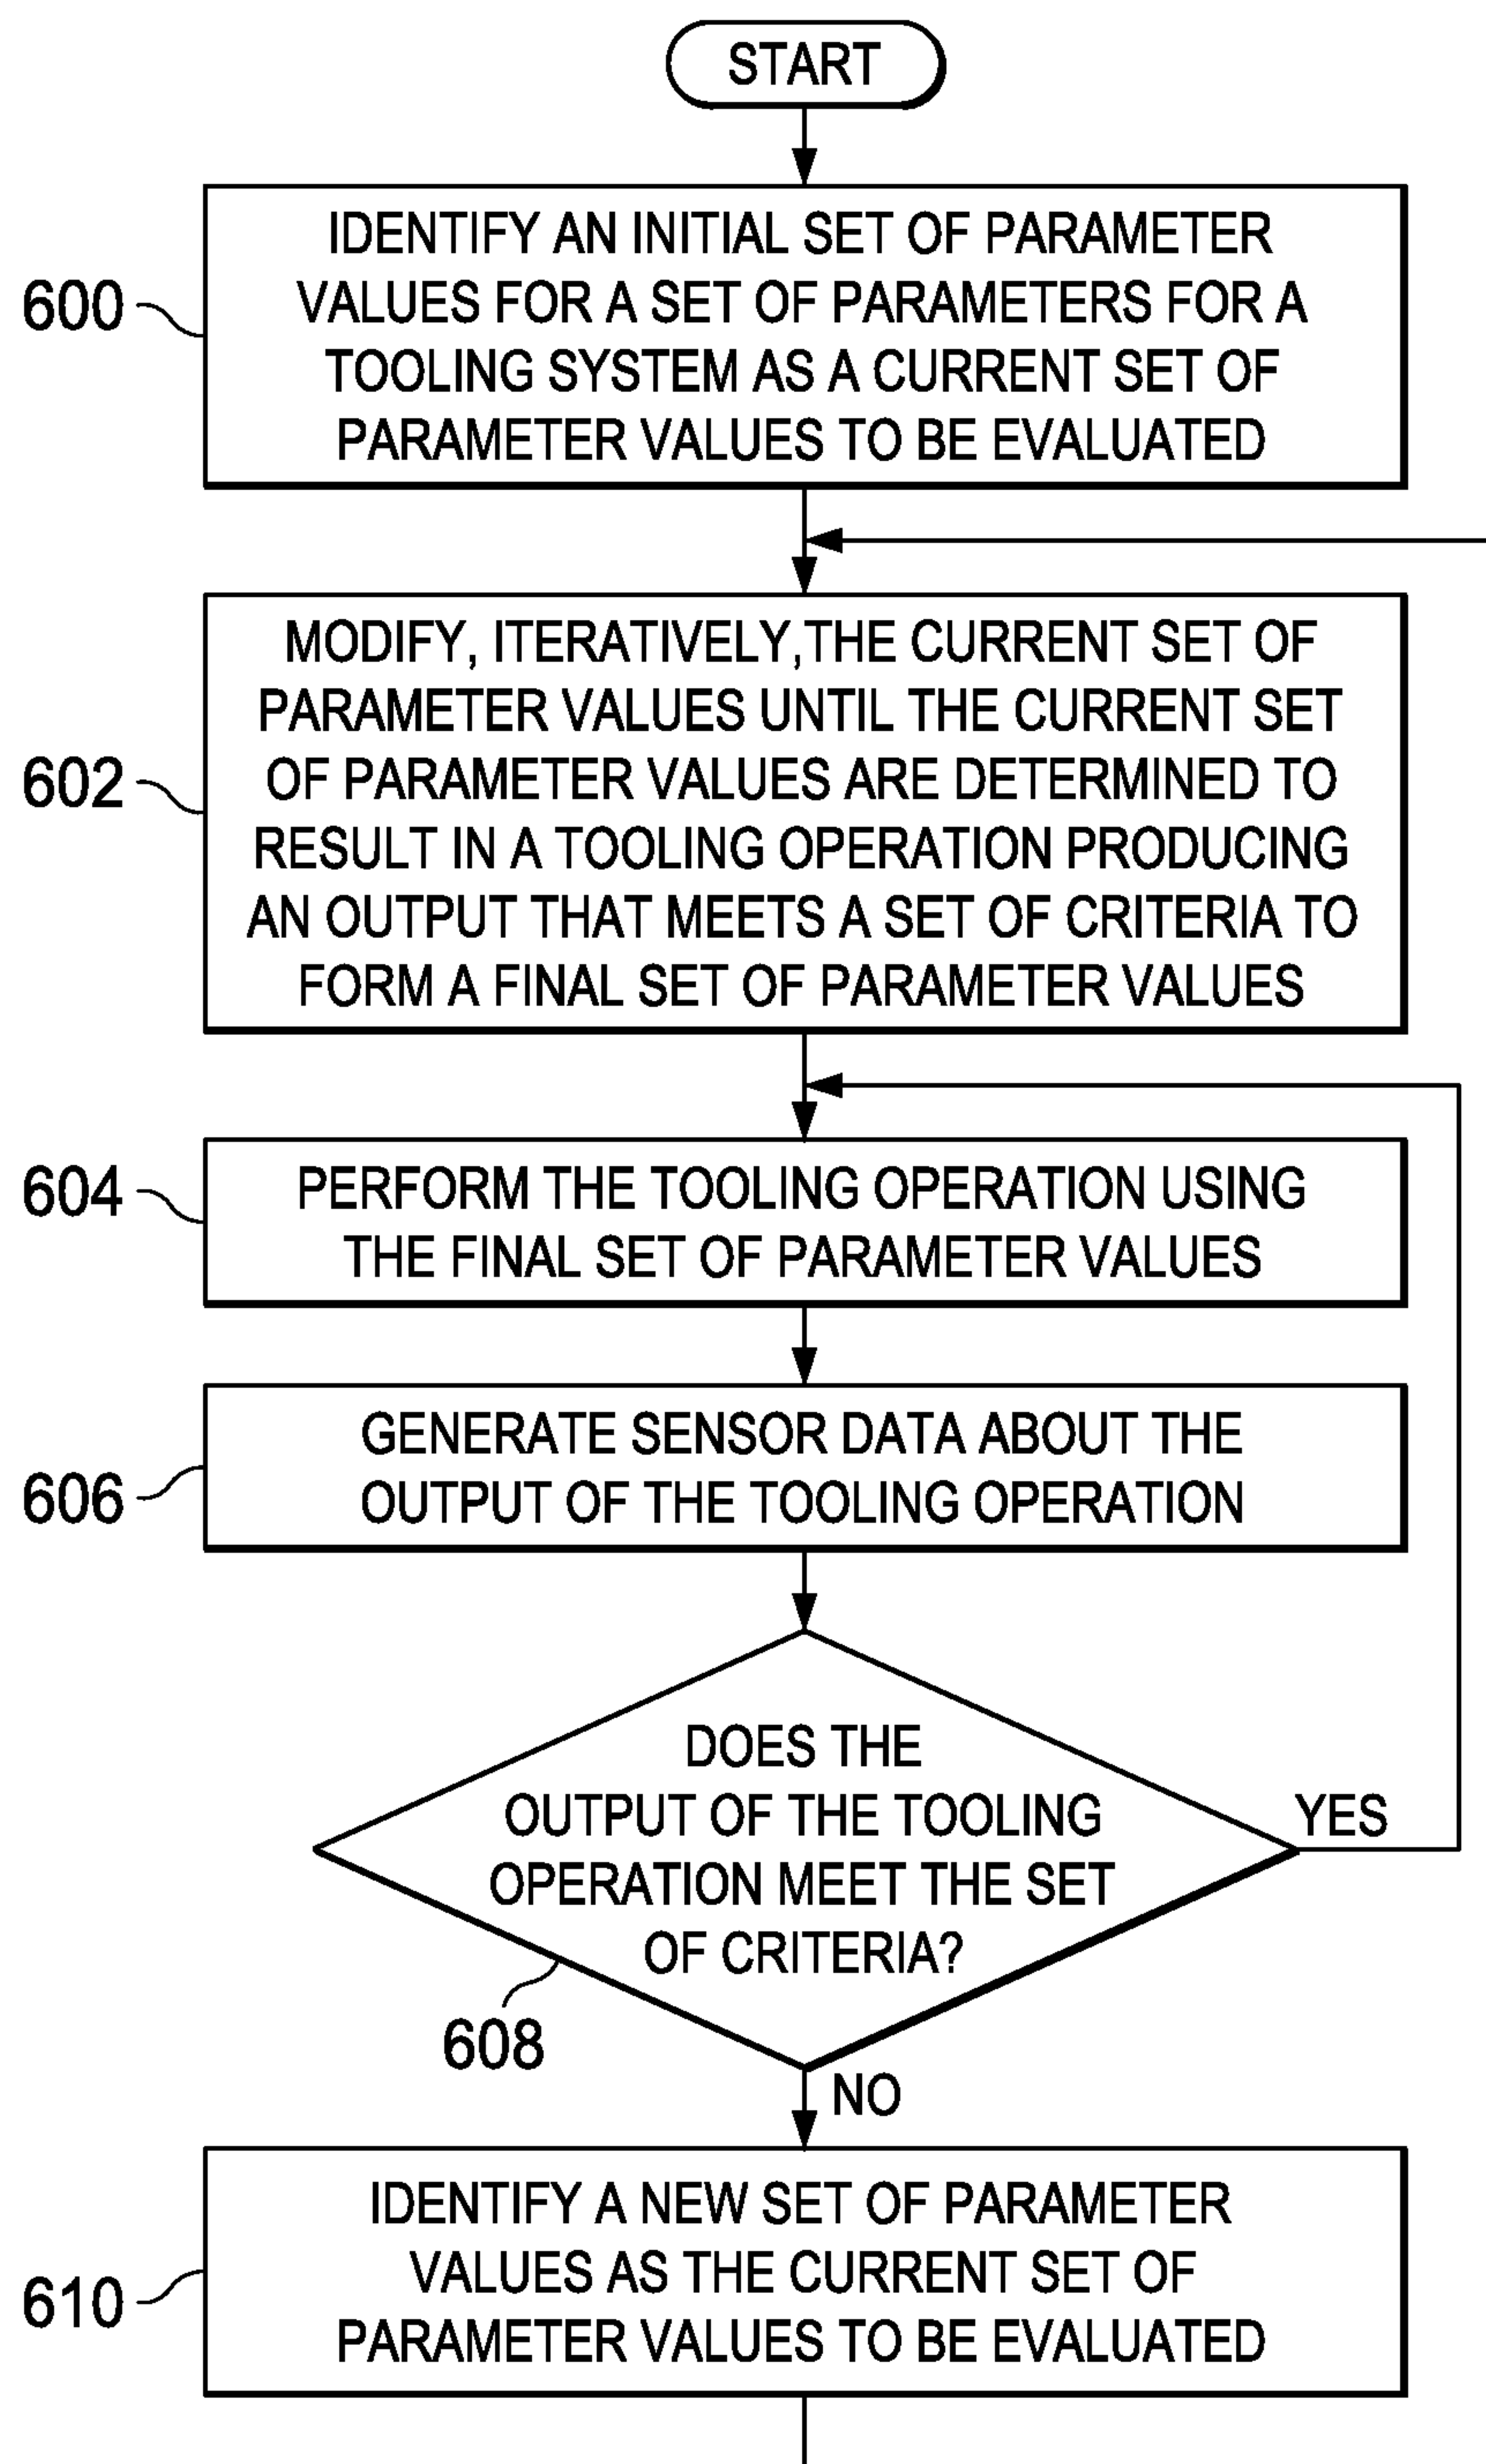 START
IDENTIFY AN INITIAL SET OF PARAMETER
VALUES FOR A SET OF PARAMETERS FOR A
TOOLING SYSTEM AS A CURRENT SET OF
PARAMETER VALUES TO BE EVALUATED
600
MODIFY, ITERATIVELY,THE CURRENT SET OF
PARAMETER VALUES UNTIL THE CURRENT SET
OF PARAMETER VALUES ARE DETERMINED TO
RESULT IN A TOOLING OPERATION PRODUCING
AN OUTPUT THAT MEETS A SET OF CRITERIA TO
FORM A FINAL SET OF PARAMETER VALUES
602
PERFORM THE TOOLING OPERATION USING
THE FINAL SET OF PARAMETER VALUES
604
GENERATE SENSOR DATA ABOUT THE
OUTPUT OF THE TOOLING OPERATION
606
DOES THE
OUTPUT OF THE TOOLING
OPERATION MEET THE SET
OF CRITERIA?
YES
608
NO
IDENTIFY A NEW SET OF PARAMETER
VALUES AS THE CURRENT SET OF
PARAMETER VALUES TO BE EVALUATED
610